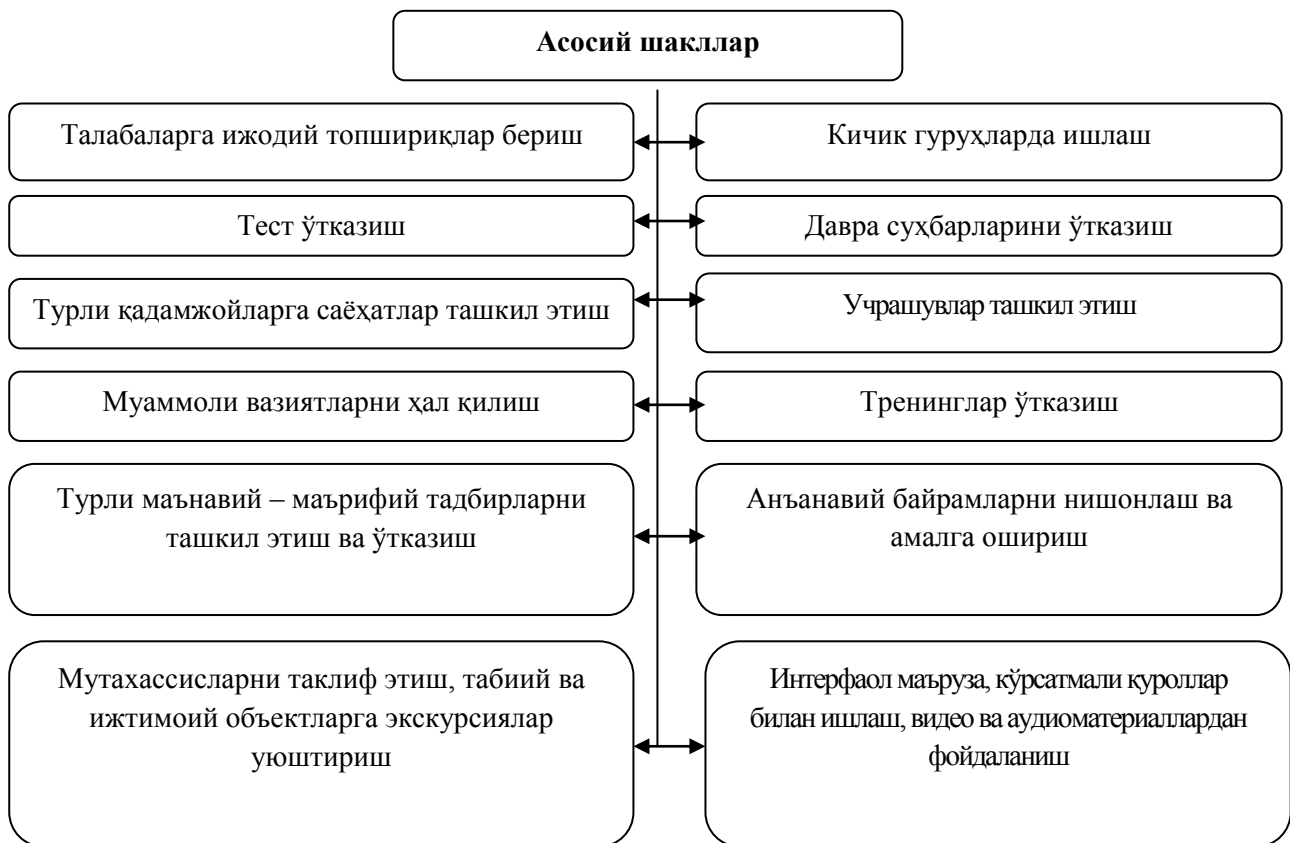 Асосий шакллар
Талабаларга ижодий топшириқлар бериш
Кичик гуруҳларда ишлаш
Тест ўтказиш
Давра суҳбарларини ўтказиш
Турли қадамжойларга саёҳатлар ташкил этиш
Учрашувлар ташкил этиш
Муаммоли вазиятларни ҳал қилиш
Тренинглар ўтказиш
Турли маънавий – маърифий тадбирларни
ташкил этиш ва ўтказиш
Анъанавий байрамларни нишонлаш ва
амалга ошириш
Мутахассисларни таклиф этиш, табиий ва
ижтимоий объектларга экскурсиялар
уюштириш
Интерфаол маъруза, кўрсатмали қуроллар
билан ишлаш, видео ва аудиоматериаллардан
фойдаланиш